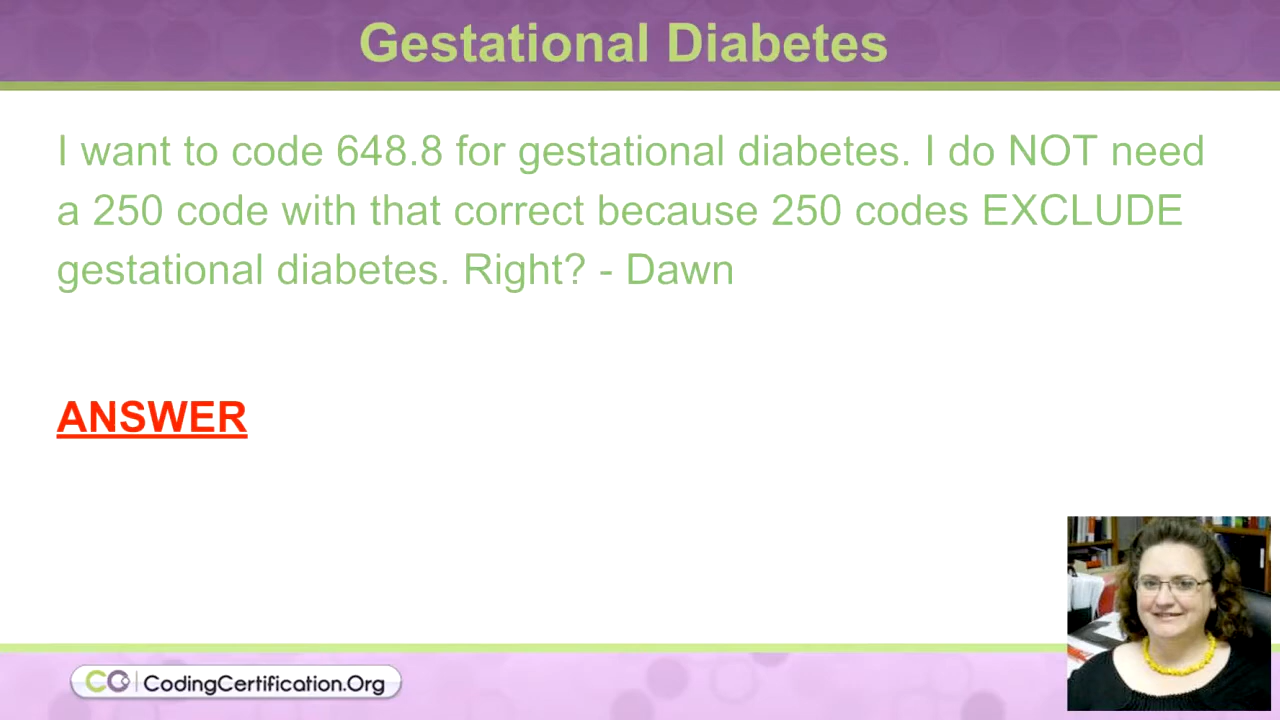 Gestational Diabetes
I want to code 648.8 for gestational diabetes. I do NOT need
a 250 code with that correct because 250 codes EXCLUDE
gestational diabetes. Right? - Dawn
ANSWER
CO CodingCertification.Org